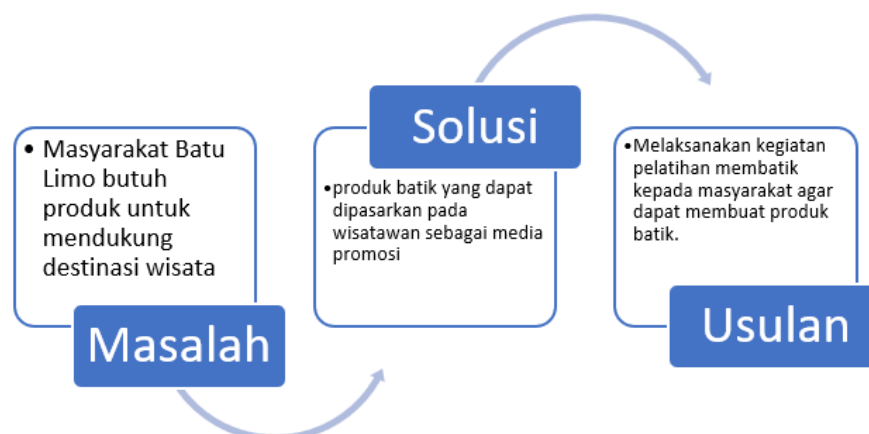 • Masyarakat Batu
Limo butuh
produk untuk
mendukung
destinasi wisata
Masalah
Solusi
•produk batik yang dapat
dipasarkan pada
wisatawan sebagai media
promosi
•Melaksanakan kegiatan
pelatihan membatik
kepada masyarakat agar
dapat membuat produk
batik.
Usulan